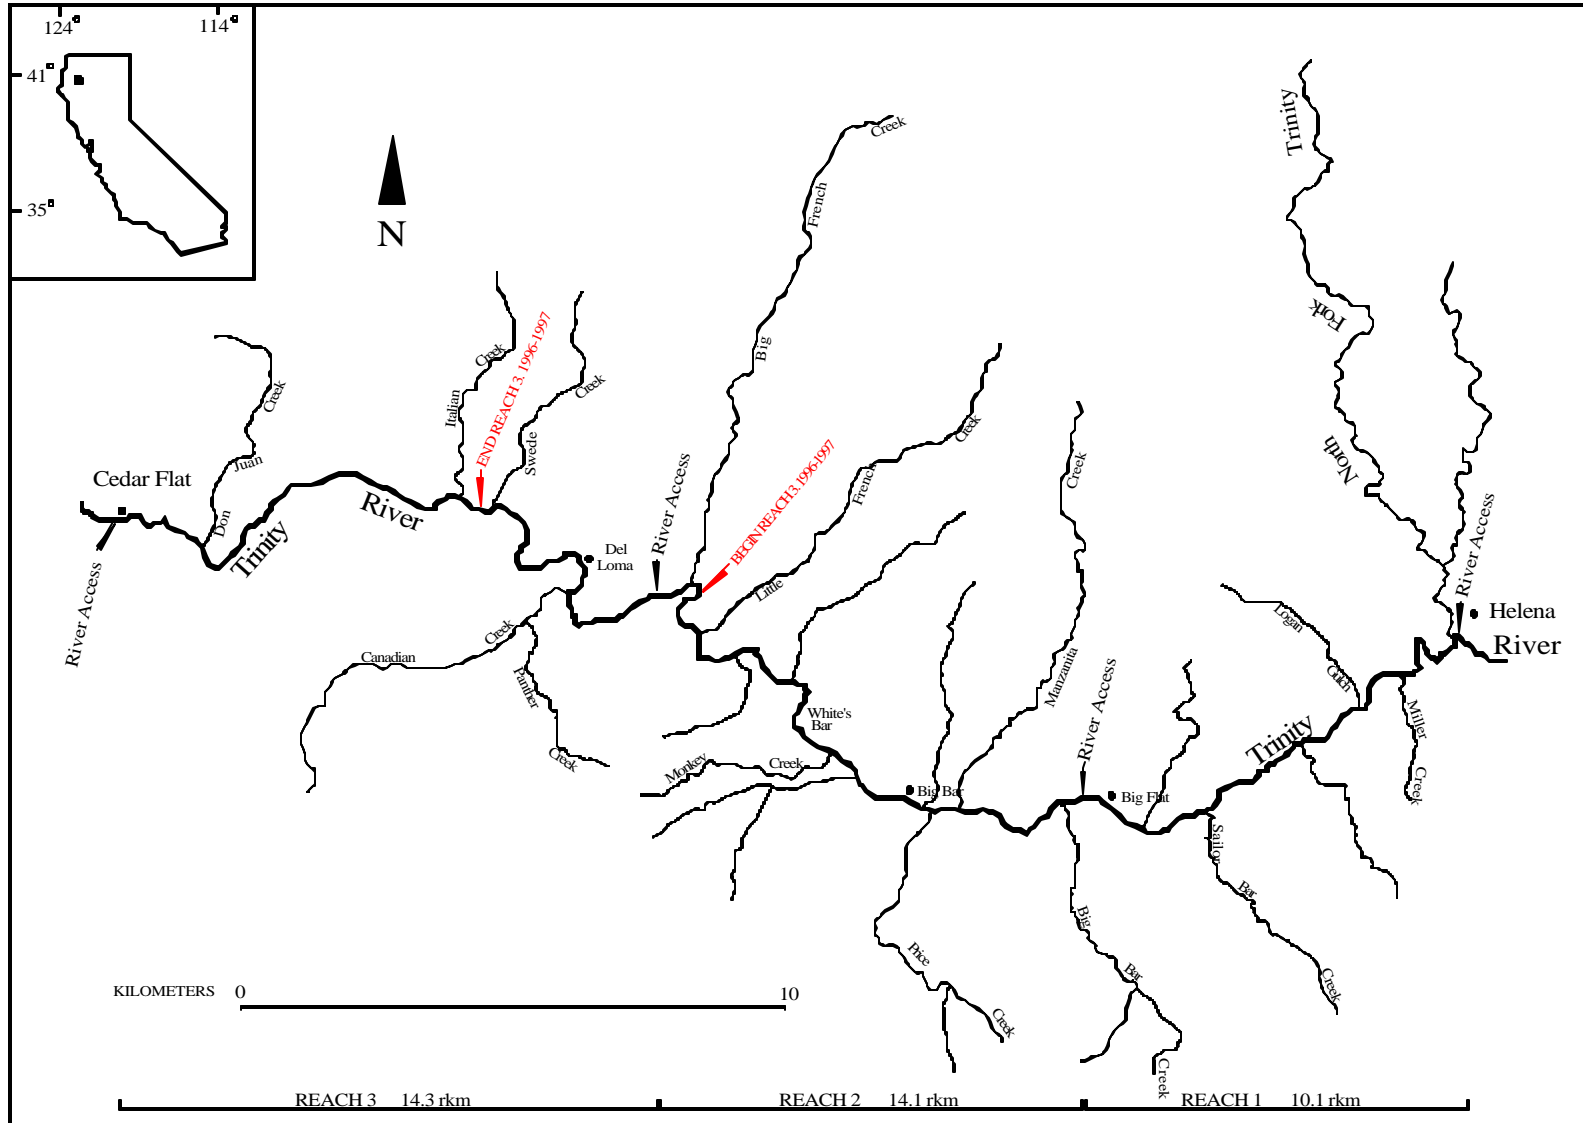 124°
114°
41°
35°
N
Trinity
Fork
North
Big
French
Creek
Italian
Creek
END REACH 3. 1996-1997
Swede
Creek
Don
Juan
Creek
Cedar Flat
River Access
Trinity
River
Del
Loma
River Access
BEGIN REACH 3. 1996-1997
Little
French
Creek
Canadian
Creek
Panther
Creek
White's
Bar
Monkey
Creek
Big Bar
Manzanita
Creek
River Access
Big Flat
Trinity
Logan
Gulch
Miller
Creek
River Access
Helena
River
Sailor
Bar
Creek
Big
Bar
Creek
Price
Creek
KILOMETERS 0 10
REACH 3 14.3 rkm
REACH 2 14.1 rkm
REACH 1 10.1 rkm